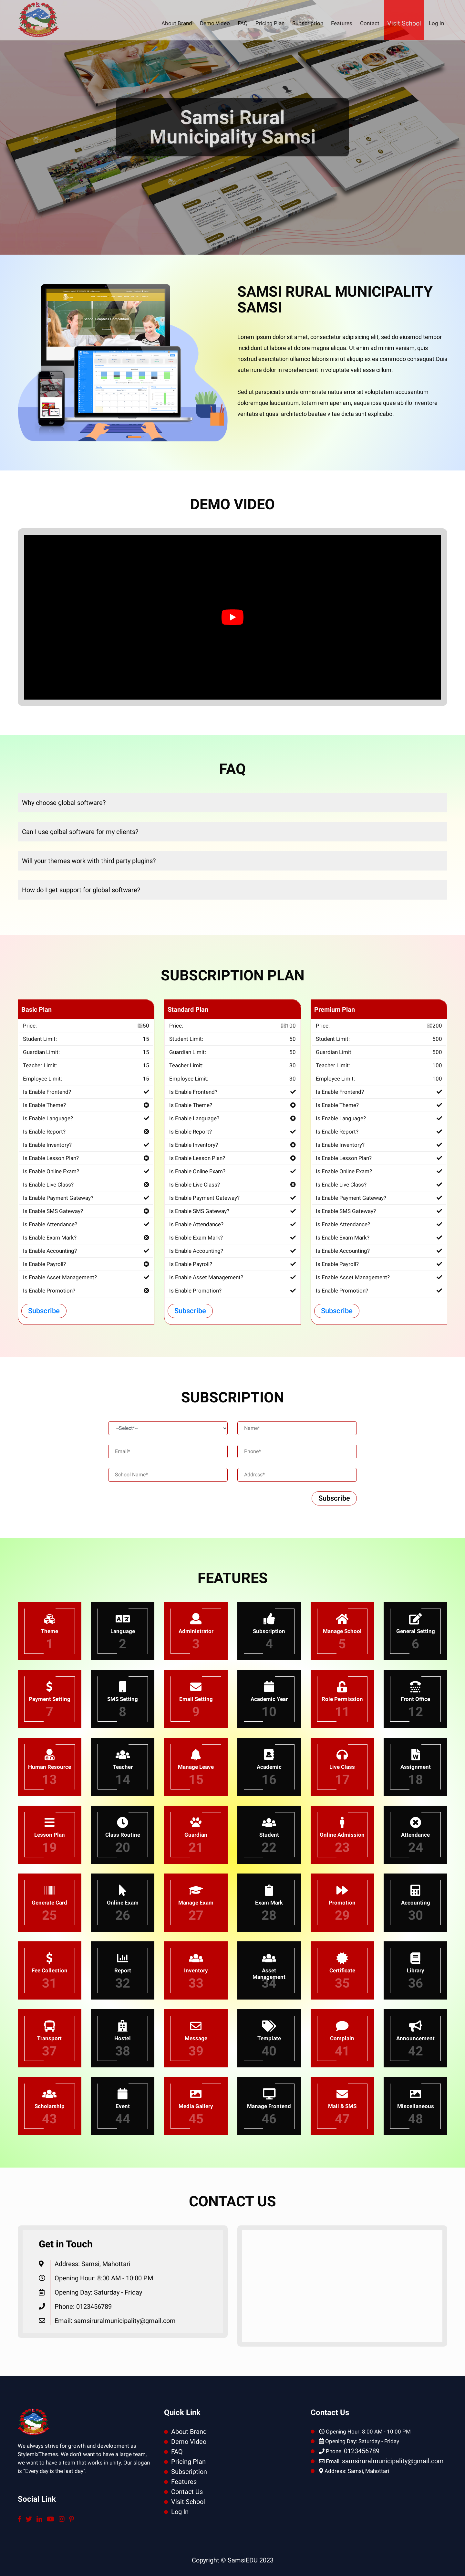 About Brand
Demo Video
FAQ
Pricing Plan
Subscription
Features
Contact
Visit School
Log In
Samsi Rural
Municipality Samsi
SAMSI RURAL MUNICIPALITY
SAMSI
Lorem ipsum dolor sit amet, consectetur adipisicing elit, sed do eiusmod tempor
incididunt ut labore et dolore magna aliqua. Ut enim ad minim veniam, quis
nostrud exercitation ullamco laboris nisi ut aliquip ex ea commodo consequat.Duis
aute irure dolor in reprehenderit in voluptate velit esse cillum.
Sed ut perspiciatis unde omnis iste natus error sit voluptatem accusantium
doloremque laudantium, totam rem aperiam, eaque ipsa quae ab illo inventore
veritatis et quasi architecto beatae vitae dicta sunt explicabo.
DEMO VIDEO
FAQ
Why choose global software?
Can I use golbal software for my clients?
Will your themes work with third party plugins?
How do I get support for global software?
SUBSCRIPTION PLAN
Basic Plan
Price: 50
Student Limit: 15
Guardian Limit: 15
Teacher Limit: 15
Employee Limit: 15
Is Enable Frontend?
Is Enable Theme?
Is Enable Language?
Is Enable Report?
Is Enable Inventory?
Is Enable Lesson Plan?
Is Enable Online Exam?
Is Enable Live Class?
Is Enable Payment Gateway?
Is Enable SMS Gateway?
Is Enable Attendance?
Is Enable Exam Mark?
Is Enable Accounting?
Is Enable Payroll?
Is Enable Asset Management?
Is Enable Promotion?
Subscribe
Standard Plan
Price: 100
Student Limit: 50
Guardian Limit: 50
Teacher Limit: 30
Employee Limit: 30
Is Enable Frontend?
Is Enable Theme?
Is Enable Language?
Is Enable Report?
Is Enable Inventory?
Is Enable Lesson Plan?
Is Enable Online Exam?
Is Enable Live Class?
Is Enable Payment Gateway?
Is Enable SMS Gateway?
Is Enable Attendance?
Is Enable Exam Mark?
Is Enable Accounting?
Is Enable Payroll?
Is Enable Asset Management?
Is Enable Promotion?
Subscribe
Premium Plan
Price: 200
Student Limit: 500
Guardian Limit: 500
Teacher Limit: 100
Employee Limit: 100
Is Enable Frontend?
Is Enable Theme?
Is Enable Language?
Is Enable Report?
Is Enable Inventory?
Is Enable Lesson Plan?
Is Enable Online Exam?
Is Enable Live Class?
Is Enable Payment Gateway?
Is Enable SMS Gateway?
Is Enable Attendance?
Is Enable Exam Mark?
Is Enable Accounting?
Is Enable Payroll?
Is Enable Asset Management?
Is Enable Promotion?
Subscribe
SUBSCRIPTION
--Select*--
Name*
Email*
Phone*
School Name*
Address*
Subscribe
FEATURES
Theme
1
Language
2
Administrator
3
Subscription
4
Manage School
5
General Setting
6
Payment Setting
7
SMS Setting
8
Email Setting
9
Academic Year
10
Role Permission
11
Front Office
12
Human Resource
13
Teacher
14
Manage Leave
15
Academic
16
Live Class
17
Assignment
18
Lesson Plan
19
Class Routine
20
Guardian
21
Student
22
Online Admission
23
Attendance
24
Generate Card
25
Online Exam
26
Manage Exam
27
Exam Mark
28
Promotion
29
Accounting
30
Fee Collection
31
Report
32
Inventory
33
Asset
Management
34
Certificate
35
Library
36
Transport
37
Hostel
38
Message
39
Template
40
Complain
41
Announcement
42
Scholarship
43
Event
44
Media Gallery
45
Manage Frontend
46
Mail & SMS
47
Miscellaneous
48
CONTACT US
Get in Touch
Address: Samsi, Mahottari
Opening Hour: 8:00 AM - 10:00 PM
Opening Day: Saturday - Friday
Phone: 0123456789
Email: samsiruralmunicipality@gmail.com
We always strive for growth and development as
StylemixThemes. We don't want to have a large team,
we want to have a team that works in unity. Our slogan
is "Every day is the last day".
Social Link
Quick Link
About Brand
Demo Video
FAQ
Pricing Plan
Subscription
Features
Contact Us
Visit School
Log In
Contact Us
Opening Hour: 8:00 AM - 10:00 PM
Opening Day: Saturday - Friday
Phone: 0123456789
Email: samsiruralmunicipality@gmail.com
Address: Samsi, Mahottari
Copyright © SamsiEDU 2023